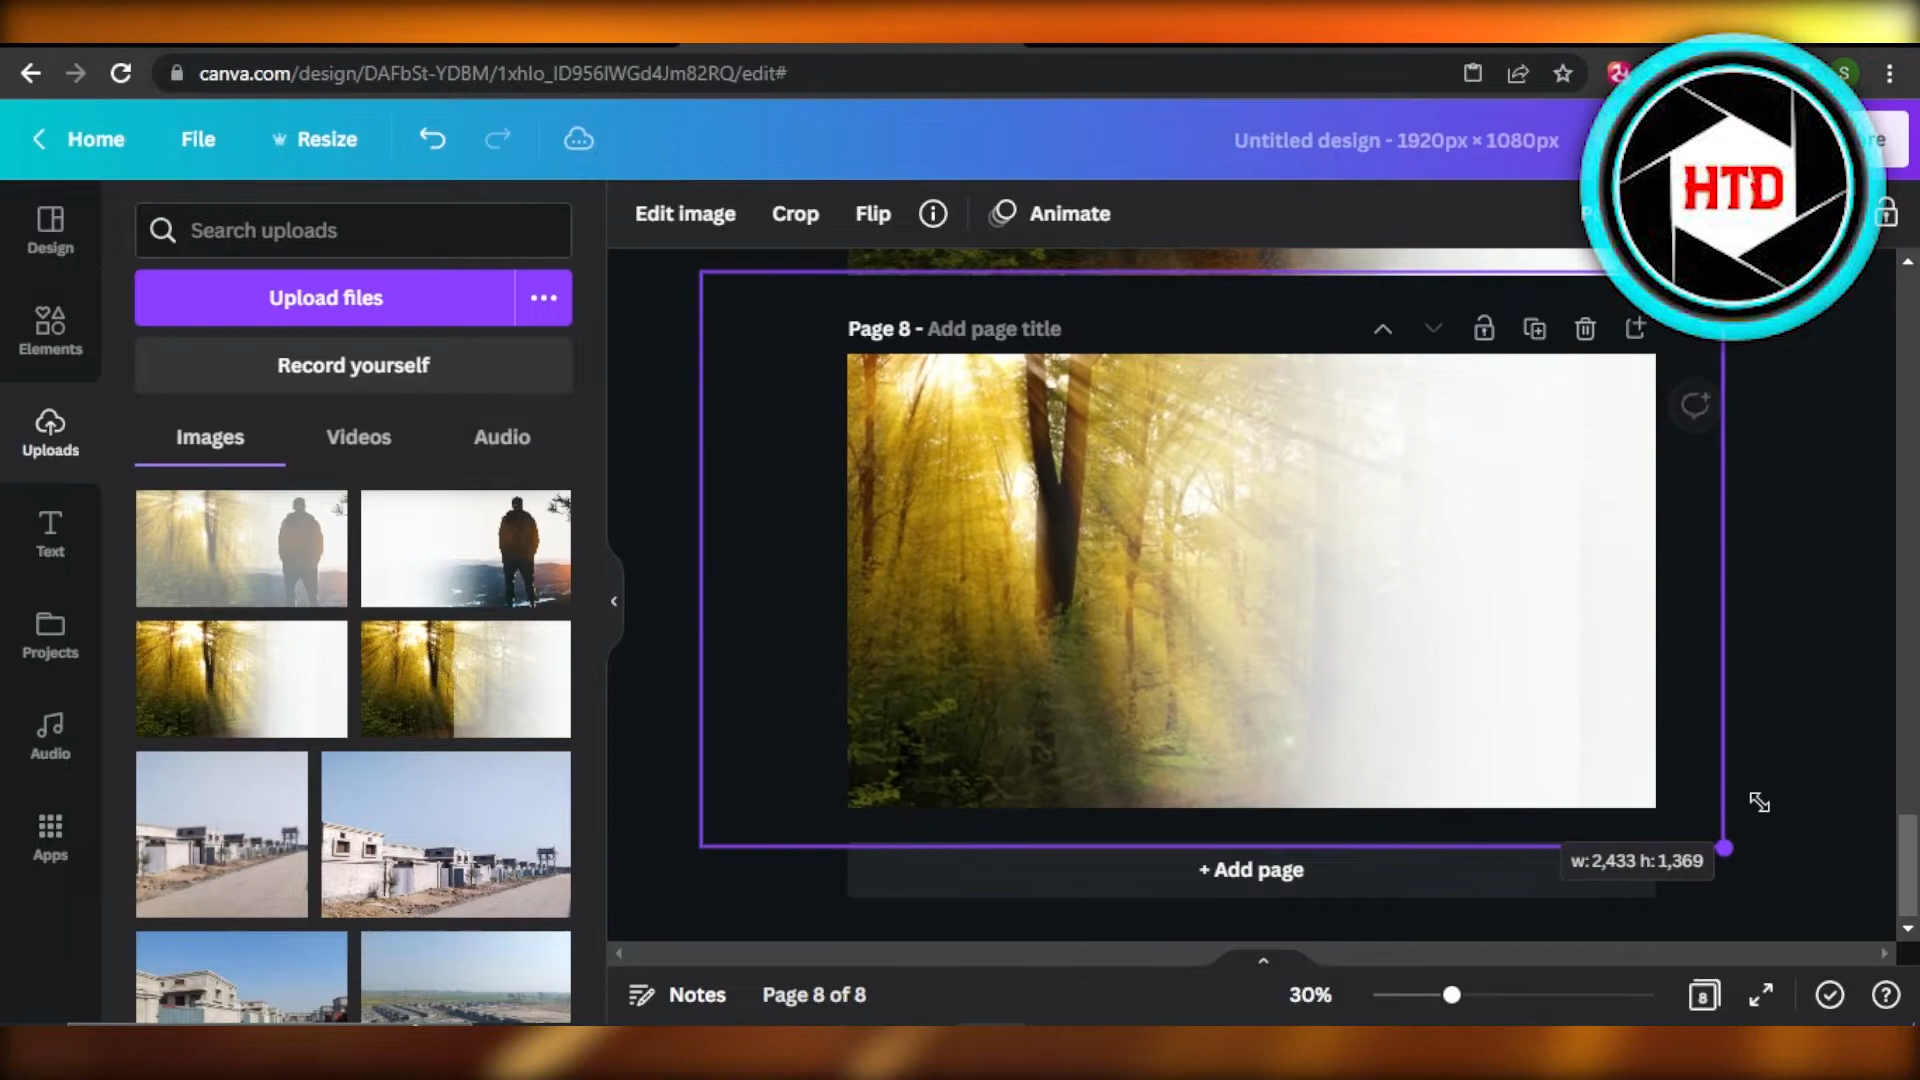 canva.com/design/DAFbSt-YDBM/1xhlo_ID956IWGd4Jm82RQ/edit#
S
Home File Resize
Untitled design - 1920px × 1080px
HTD
Design
Elements
Uploads
Text
Projects
Audio
Apps
Search uploads
Upload files
Record yourself
Images Videos Audio
Edit image Crop Flip Animate
Page 8 - Add page title
+ Add page
w: 2,433 h: 1,369
Notes Page 8 of 8
30%
8